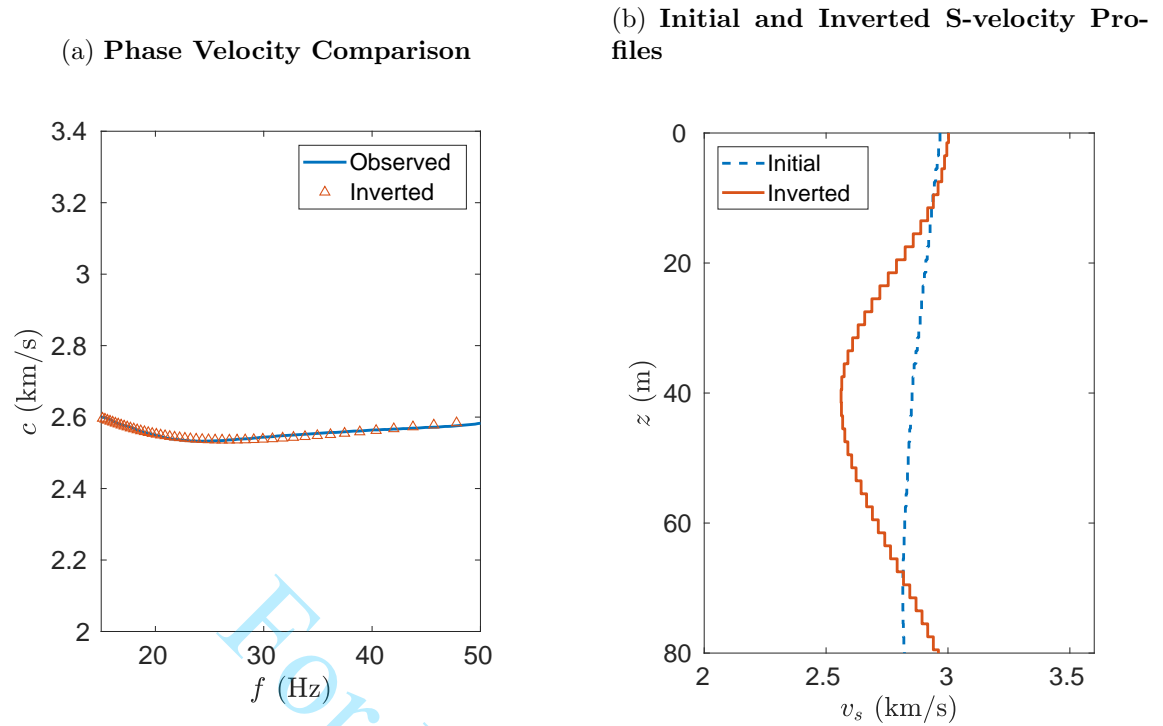 (a) Phase Velocity Comparison
3.4
3.2
3
2.8
2.6
2.4
2.2
2
c (km/s)
20
30
40
50
f (Hz)
Observed
Inverted
(b) Initial and Inverted S-velocity Pro-
files
0
20
40
60
80
z (m)
2
2.5
3
3.5
v_s (km/s)
Initial
Inverted
For